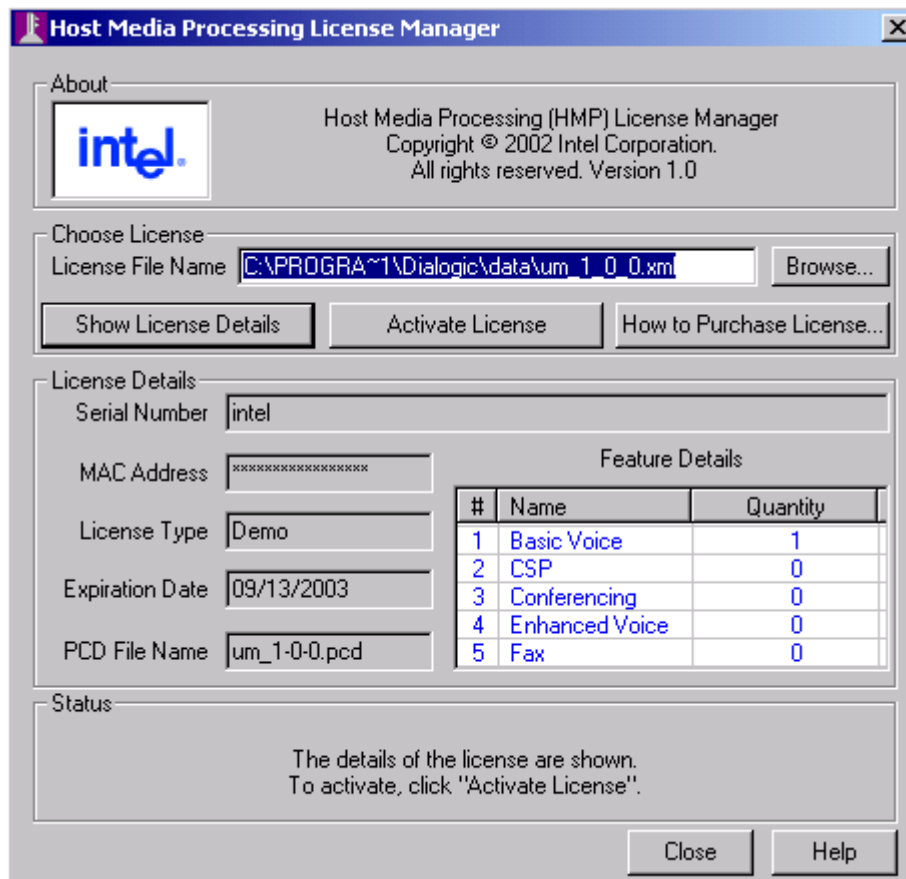 Host Media Processing License Manager
About
intel.
Host Media Processing (HMP) License Manager
Copyright © 2002 Intel Corporation.
All rights reserved. Version 1.0
Choose License
License File Name C:\PROGRA~1\Dialogic\data\um_1_0_0.xml Browse...
Show License Details Activate License How to Purchase License...
License Details
Serial Number intel
MAC Address *****************
Feature Details
# Name Quantity
License Type Demo
1 Basic Voice 1
2 CSP 0
Expiration Date 09/13/2003
3 Conferencing 0
4 Enhanced Voice 0
PCD File Name um_1-0-0.pcd
5 Fax 0
Status
The details of the license are shown.
To activate, click "Activate License".
Close Help